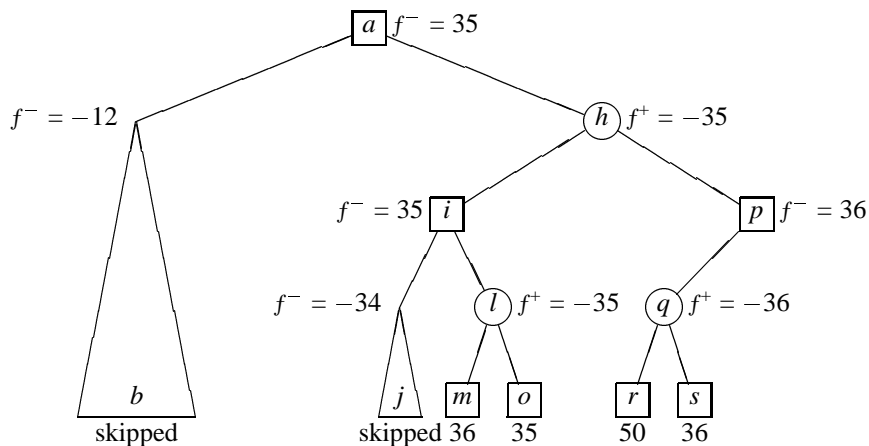 a f⁻ = 35
f⁻ = −12
h f⁺ = −35
f⁻ = 35 i
p f⁻ = 36
f⁻ = −34
l f⁺ = −35
q f⁺ = −36
b
j
m
o
r
s
skipped
skipped 36 35 50 36